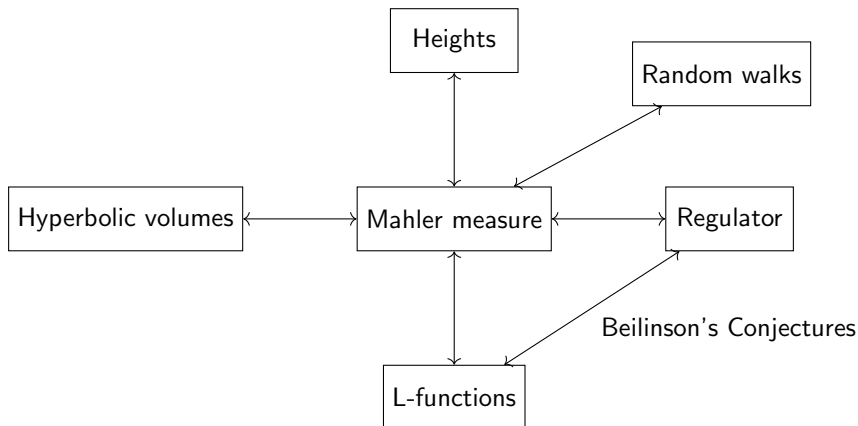 Heights
Random walks
Hyperbolic volumes
Mahler measure
Regulator
Beilinson's Conjectures
L-functions